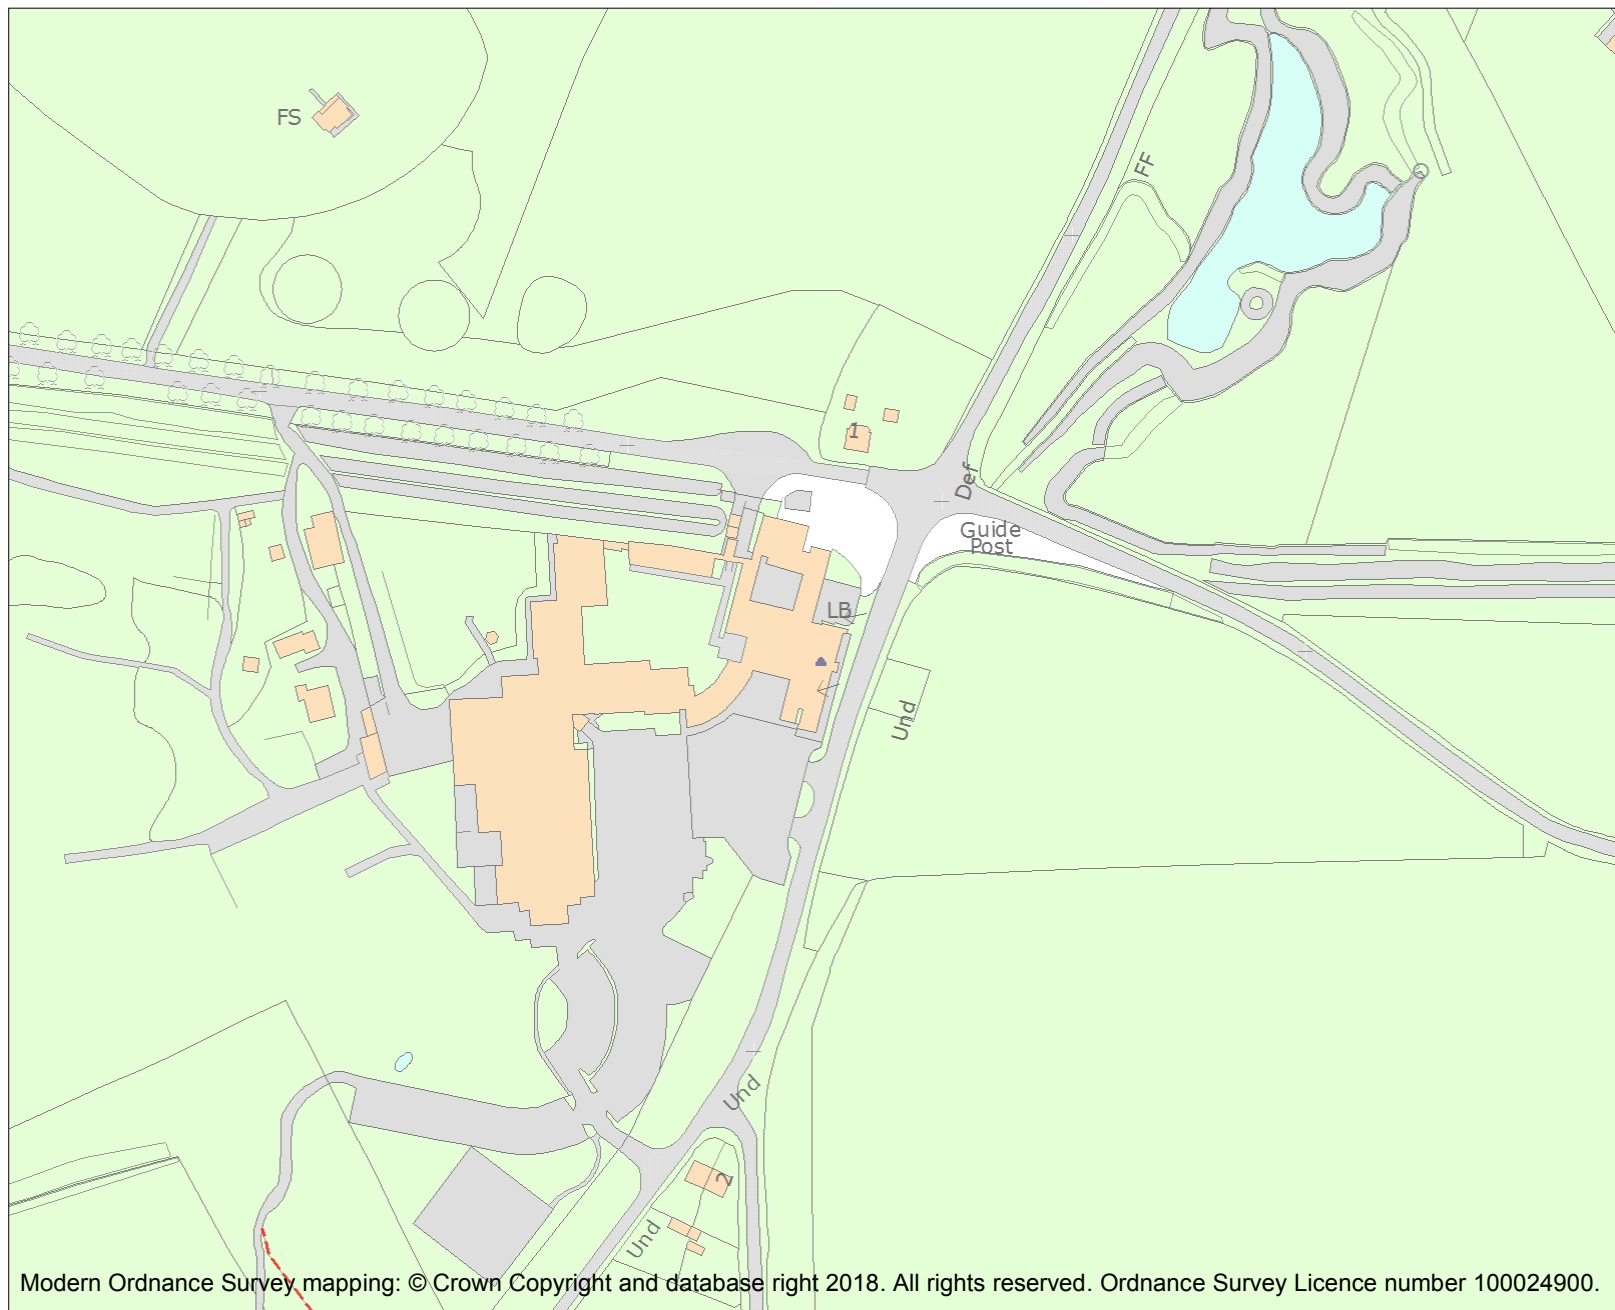 FS
FF
1
Def
Guide
Post
LB
Und
Und
2
Und
Modern Ordnance Survey mapping: © Crown Copyright and database right 2018. All rights reserved. Ordnance Survey Licence number 100024900.